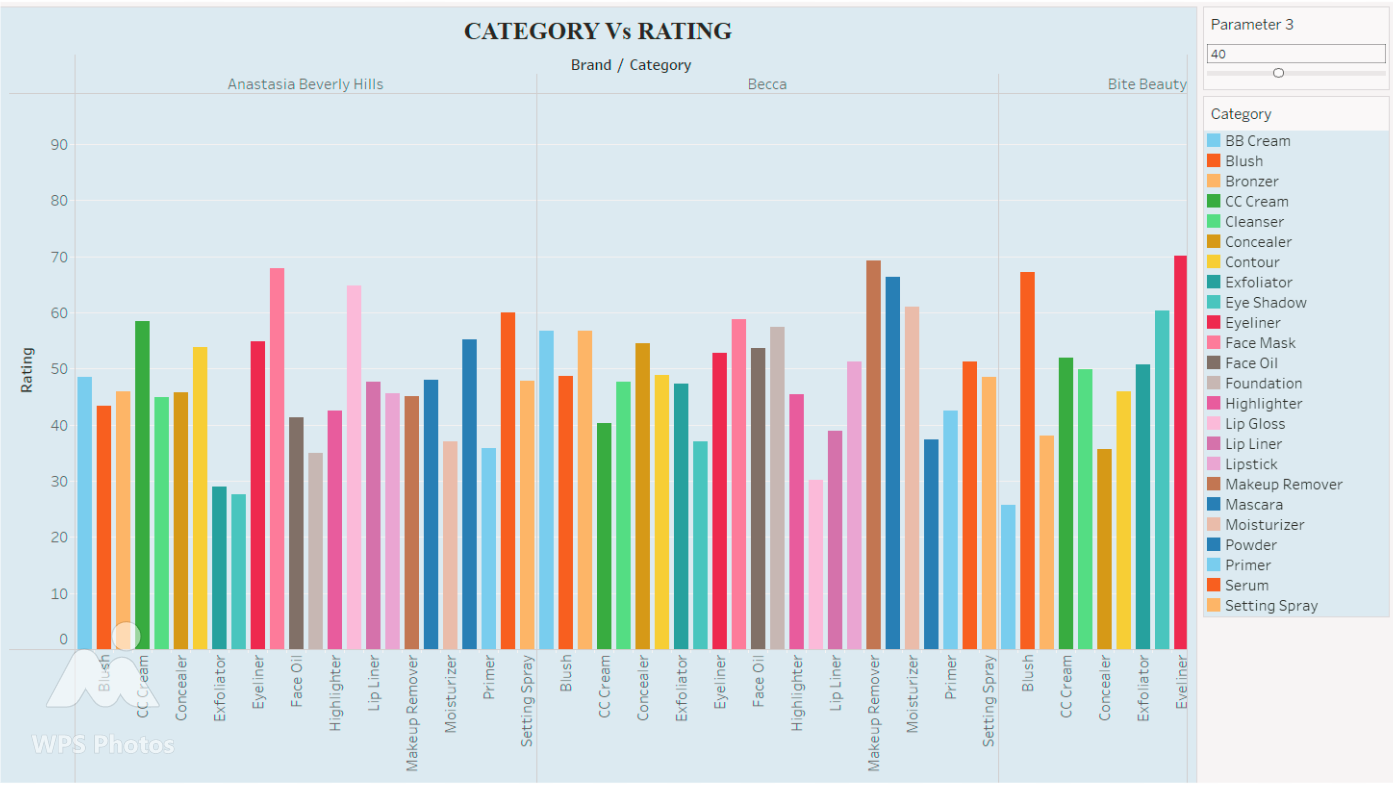 CATEGORY Vs RATING
Brand / Category
Anastasia Beverly Hills
Becca
Bite Beauty
Rating
90
80
70
60
50
40
30
20
10
0
Blush
CC Cream
Concealer
Exfoliator
Eyeliner
Face Oil
Highlighter
Lip Liner
Makeup Remover
Moisturizer
Primer
Setting Spray
Blush
CC Cream
Concealer
Exfoliator
Eyeliner
Face Oil
Highlighter
Lip Liner
Makeup Remover
Moisturizer
Primer
Setting Spray
Blush
CC Cream
Concealer
Exfoliator
Eyeliner
WPS Photos
Parameter 3
40
Category
BB Cream
Blush
Bronzer
CC Cream
Cleanser
Concealer
Contour
Exfoliator
Eye Shadow
Eyeliner
Face Mask
Face Oil
Foundation
Highlighter
Lip Gloss
Lip Liner
Lipstick
Makeup Remover
Mascara
Moisturizer
Powder
Primer
Serum
Setting Spray